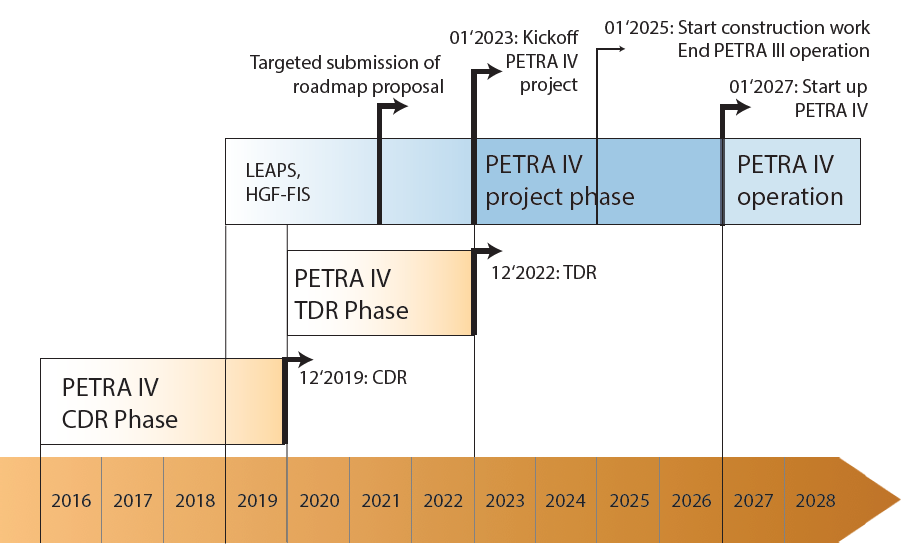 Targeted submission of
roadmap proposal
01‘2023: Kickoff
PETRA IV
project
01‘2025: Start construction work
End PETRA III operation
01‘2027: Start up
PETRA IV
LEAPS,
HGF-FIS
PETRA IV
project phase
PETRA IV
operation
PETRA IV
TDR Phase
12‘2022: TDR
PETRA IV
CDR Phase
12‘2019: CDR
2016 2017 2018 2019 2020 2021 2022 2023 2024 2025 2026 2027 2028